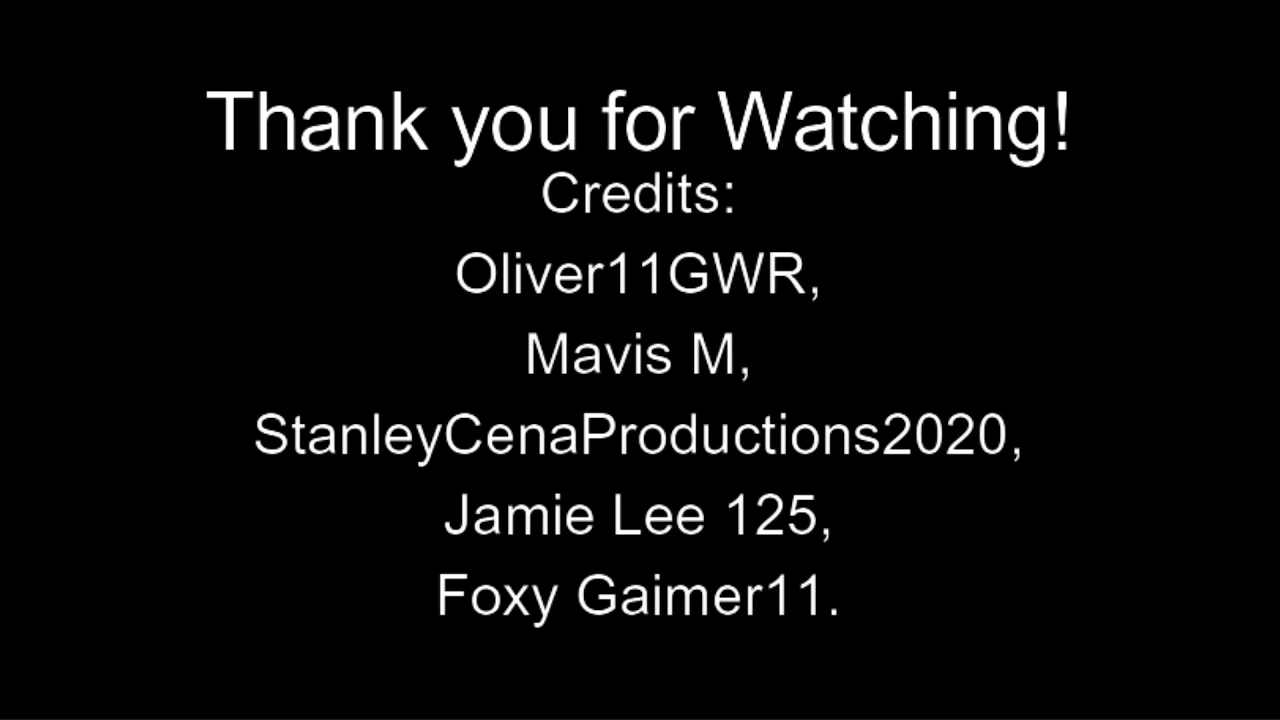 Thank you for Watching!
Credits:
Oliver11GWR,
Mavis M,
StanleyCenaProductions2020,
Jamie Lee 125,
Foxy Gaimer11.